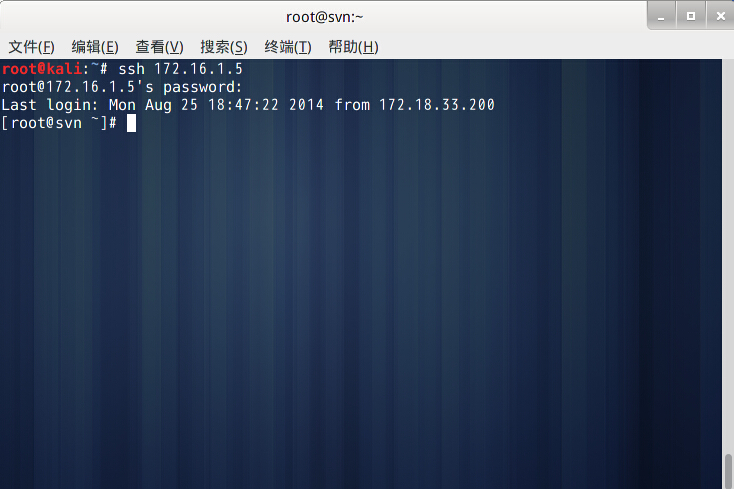 root@svn:~
文件(F) 编辑(E) 查看(V) 搜索(S) 终端(T) 帮助(H)
root@kali:~# ssh 172.16.1.5
root@172.16.1.5's password:
Last login: Mon Aug 25 18:47:22 2014 from 172.18.33.200
[root@svn ~]#